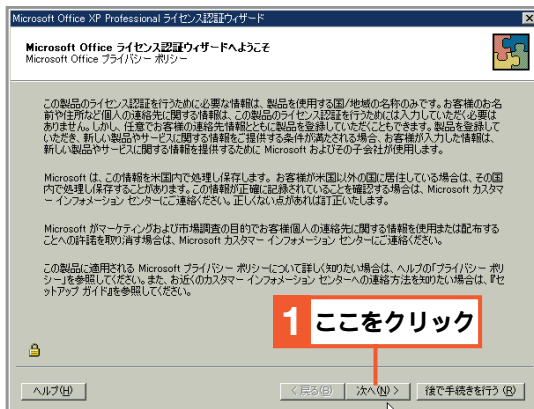 Microsoft Office XP Professional ライセンス認証ウィザード
Microsoft Office ライセンス認証ウィザードへようこそ
Microsoft Office プライバシー ポリシー
この製品のライセンス認証を行うために必要な情報は、製品を使用する国/地域の名称のみです。お客様のお名
前や住所など個人の連絡先に関する情報は、この製品のライセンス認証を行うためには入力していただく必要は
ありません。しかし、任意でお客様の連絡先情報とともに製品を登録していただくこともできます。製品を登録して
いただき、新しい製品やサービスに関する情報をご提供する条件が満たされる場合、お客様が入力した情報は、
新しい製品やサービスに関する情報を提供するために Microsoft およびその子会社が使用します。
Microsoft は、この情報を米国内で処理し保存します。お客様が米国以外の国に居住している場合は、その国
内で処理し保存することがあります。この情報が正確に記録されていることを確認する場合は、Microsoft カスタマ
ー インフォメーション センターにご連絡ください。正しくない点があれば訂正いたします。
Microsoft がマーケティングおよび市場調査の目的でお客様個人の連絡先に関する情報を使用または配布する
ことへの許諾を取り消す場合は、Microsoft カスタマー インフォメーション センターにご連絡ください。
この製品に適用される Microsoft プライバシー ポリシーについて詳しく知りたい場合は、ヘルプの「プライバシー ポリ
シー」を参照してください。また、お近くのカスタマー インフォメーション センターへの連絡方法を知りたい場合は、『セ
ットアップ ガイド』を参照してください。
1 ここをクリック
ヘルプ(H)
< 戻る(B)
次へ(N) >
後で手続きを行う (R)